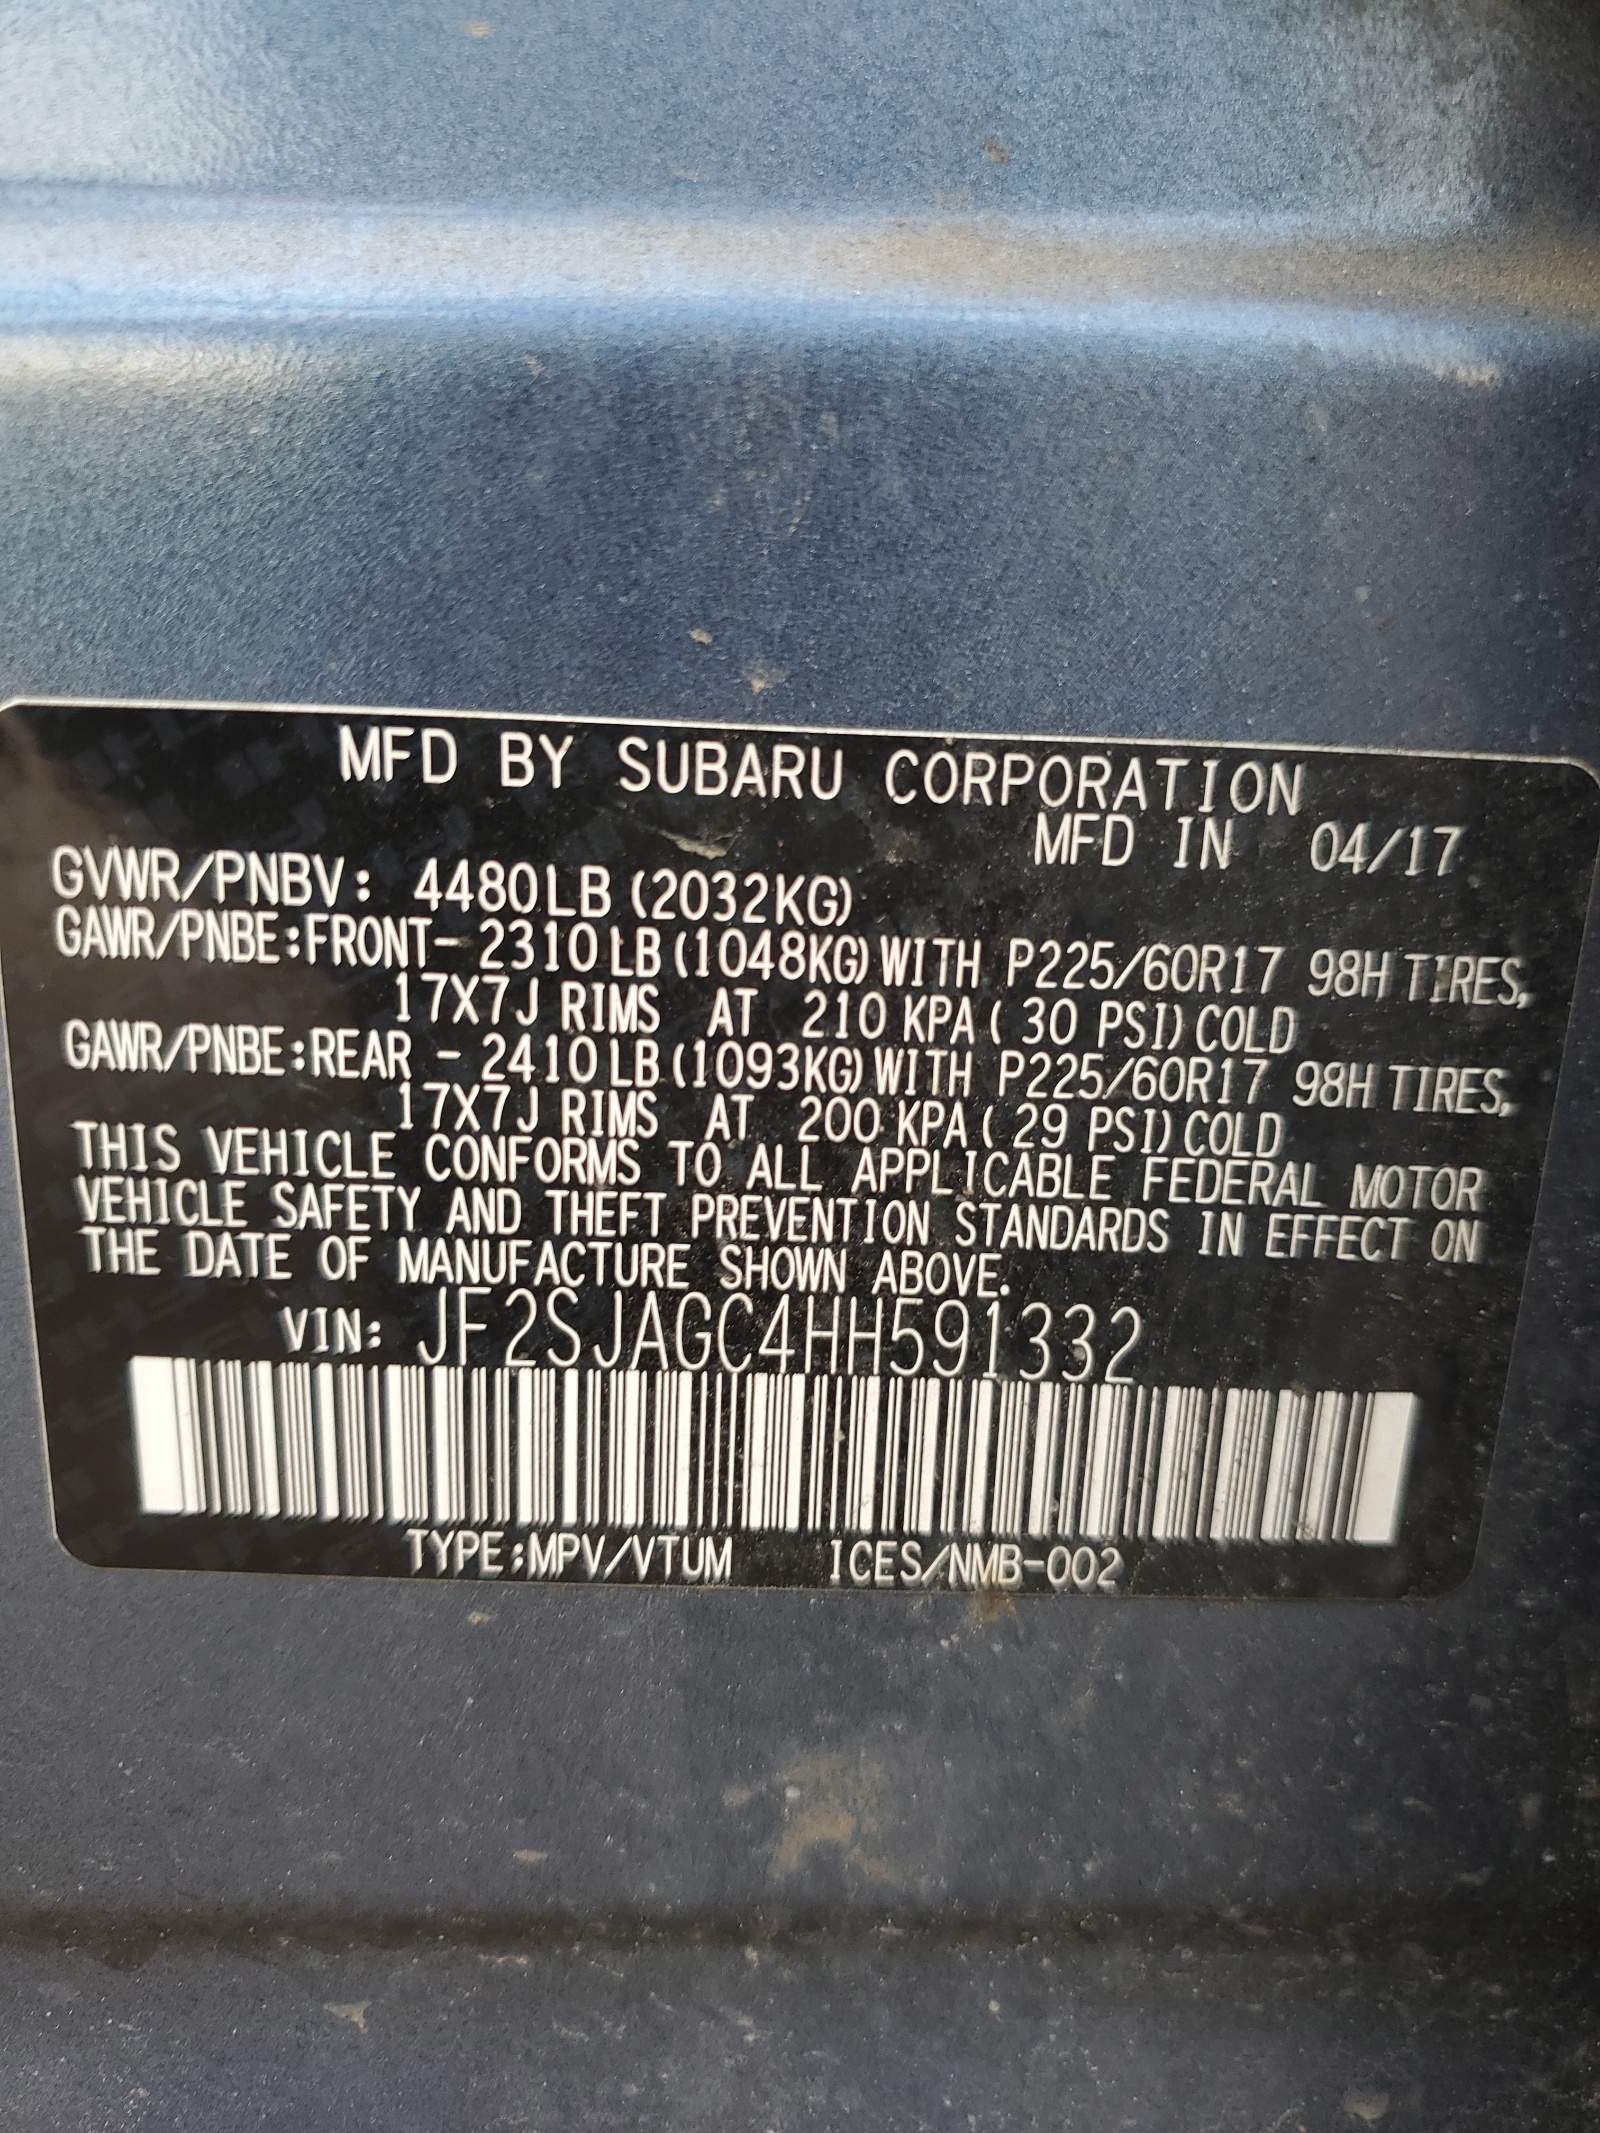 MFD BY SUBARU CORPORATION
MFD IN 04/17
GVWR/PNBV: 4480LB (2032KG)
GAWR/PNBE:FRONT- 2310LB(1048KG)WITH P225/60R17 98H TIRES,
17X7J RIMS AT 210 KPA( 30 PSI)COLD
GAWR/PNBE:REAR - 2410LB(1093KG)WITH P225/60R17 98H TIRES,
17X7J RIMS AT 200 KPA( 29 PSI)COLD
THIS VEHICLE CONFORMS TO ALL APPLICABLE FEDERAL MOTOR
VEHICLE SAFETY AND THEFT PREVENTION STANDARDS IN EFFECT ON
THE DATE OF MANUFACTURE SHOWN ABOVE.
VIN: JF2SJAGC4HH591332
TYPE:MPV/VTUM ICES/NMB-002